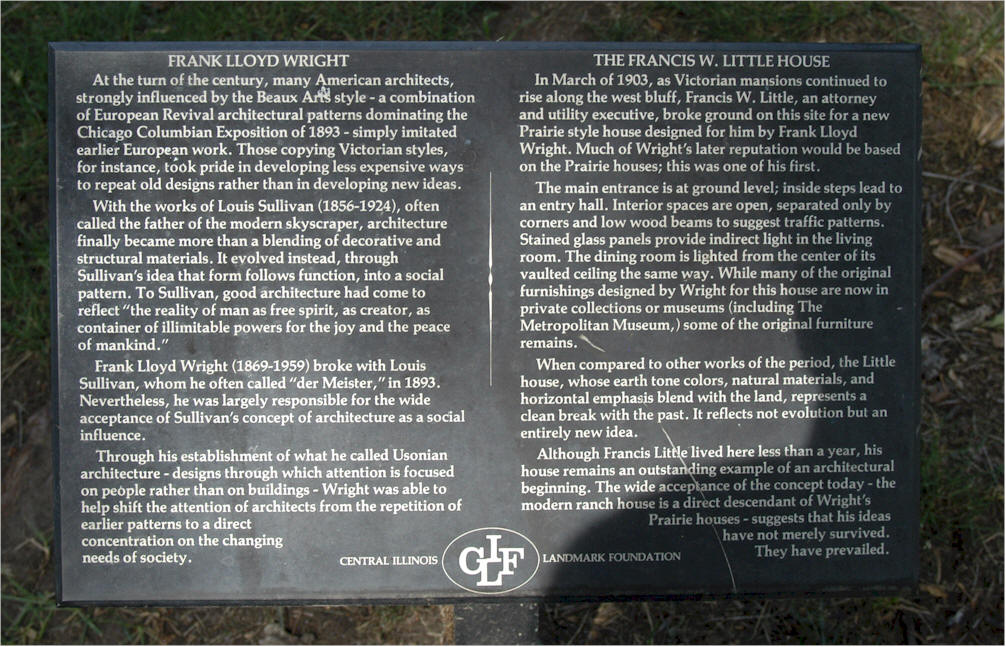 FRANK LLOYD WRIGHT
At the turn of the century, many American architects,
strongly influenced by the Beaux Arts style - a combination
of European Revival architectural patterns dominating the
Chicago Columbian Exposition of 1893 - simply imitated
earlier European work. Those copying Victorian styles,
for instance, took pride in developing less expensive ways
to repeat old designs rather than in developing new ideas.
With the works of Louis Sullivan (1856-1924), often
called the father of the modern skyscraper, architecture
finally became more than a blending of decorative and
structural materials. It evolved instead, through
Sullivan's idea that form follows function, into a social
pattern. To Sullivan, good architecture had come to
reflect "the reality of man as free spirit, as creator, as
container of illimitable powers for the joy and the peace
of mankind."
Frank Lloyd Wright (1869-1959) broke with Louis
Sullivan, whom he often called "der Meister," in 1893.
Nevertheless, he was largely responsible for the wide
acceptance of Sullivan's concept of architecture as a social
influence.
Through his establishment of what he called Usonian
architecture - designs through which attention is focused
on people rather than on buildings - Wright was able to
help shift the attention of architects from the repetition of
earlier patterns to a direct
concentration on the changing
needs of society.
THE FRANCIS W. LITTLE HOUSE
In March of 1903, as Victorian mansions continued to
rise along the west bluff, Francis W. Little, an attorney
and utility executive, broke ground on this site for a new
Prairie style house designed for him by Frank Lloyd
Wright. Much of Wright's later reputation would be based
on the Prairie houses; this was one of his first.
The main entrance is at ground level; inside steps lead to
an entry hall. Interior spaces are open, separated only by
corners and low wood beams to suggest traffic patterns.
Stained glass panels provide indirect light in the living
room. The dining room is lighted from the center of its
vaulted ceiling the same way. While many of the original
furnishings designed by Wright for this house are now in
private collections or museums (including The
Metropolitan Museum,) some of the original furniture
remains.
When compared to other works of the period, the Little
house, whose earth tone colors, natural materials, and
horizontal emphasis blend with the land, represents a
clean break with the past. It reflects not evolution but an
entirely new idea.
Although Francis Little lived here less than a year, his
house remains an outstanding example of an architectural
beginning. The wide acceptance of the concept today - the
modern ranch house is a direct descendant of Wright's
Prairie houses - suggests that his ideas
have not merely survived.
They have prevailed.
CENTRAL ILLINOIS CILF LANDMARK FOUNDATION